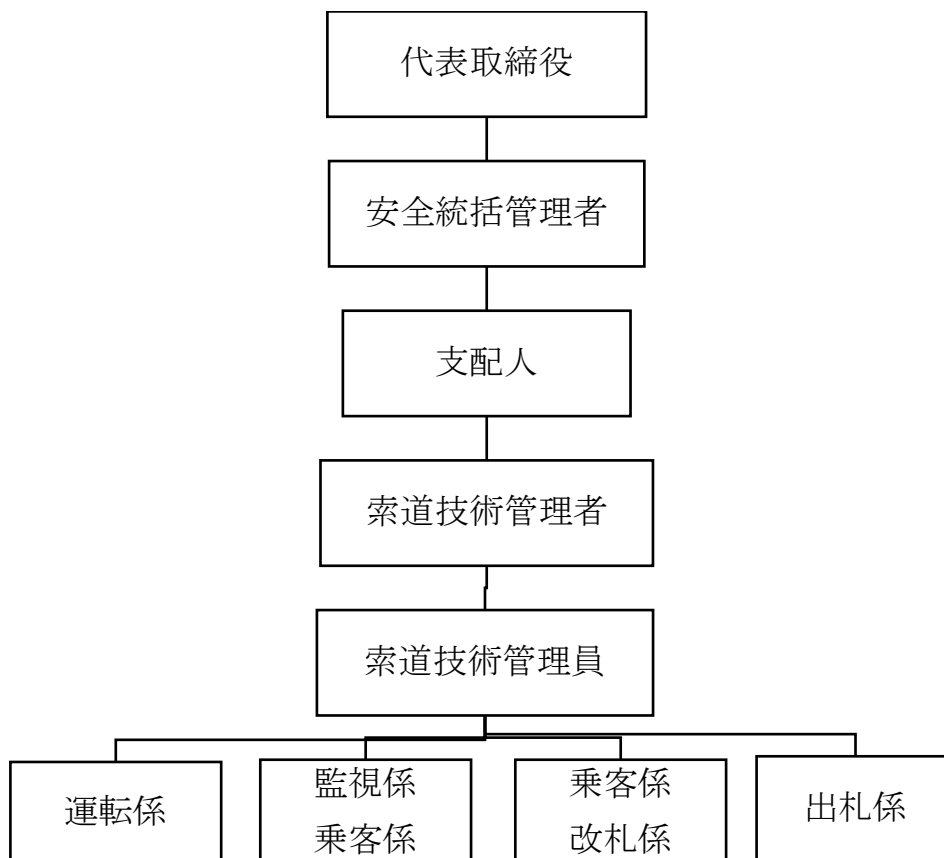 代表取締役
安全統括管理者
支配人
索道技術管理者
索道技術管理員
運転係
監視係
乗客係
乗客係
改札係
出札係